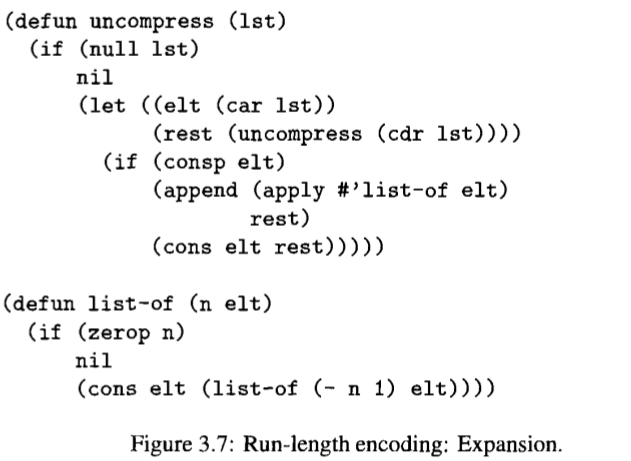 (defun uncompress (lst)
  (if (null lst)
      nil
      (let ((elt (car lst))
            (rest (uncompress (cdr lst))))
        (if (consp elt)
            (append (apply #’list-of elt)
                    rest)
            (cons elt rest)))))
(defun list-of (n elt)
  (if (zerop n)
      nil
      (cons elt (list-of (- n 1) elt))))
Figure 3.7: Run-length encoding: Expansion.